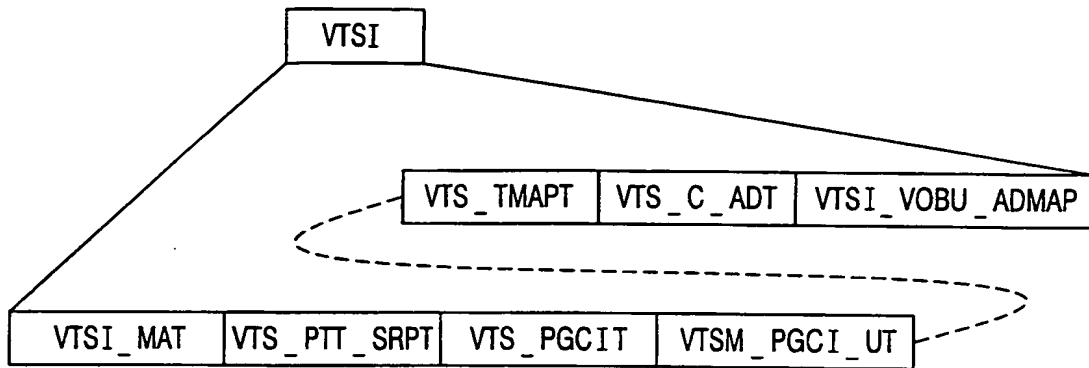 VTSI
VTS_TMAPT VTS_C_ADT VTSI_VOBU_ADMAP
VTSI_MAT VTS_PTT_SRPT VTS_PGCIT VTSM_PGCI_UT